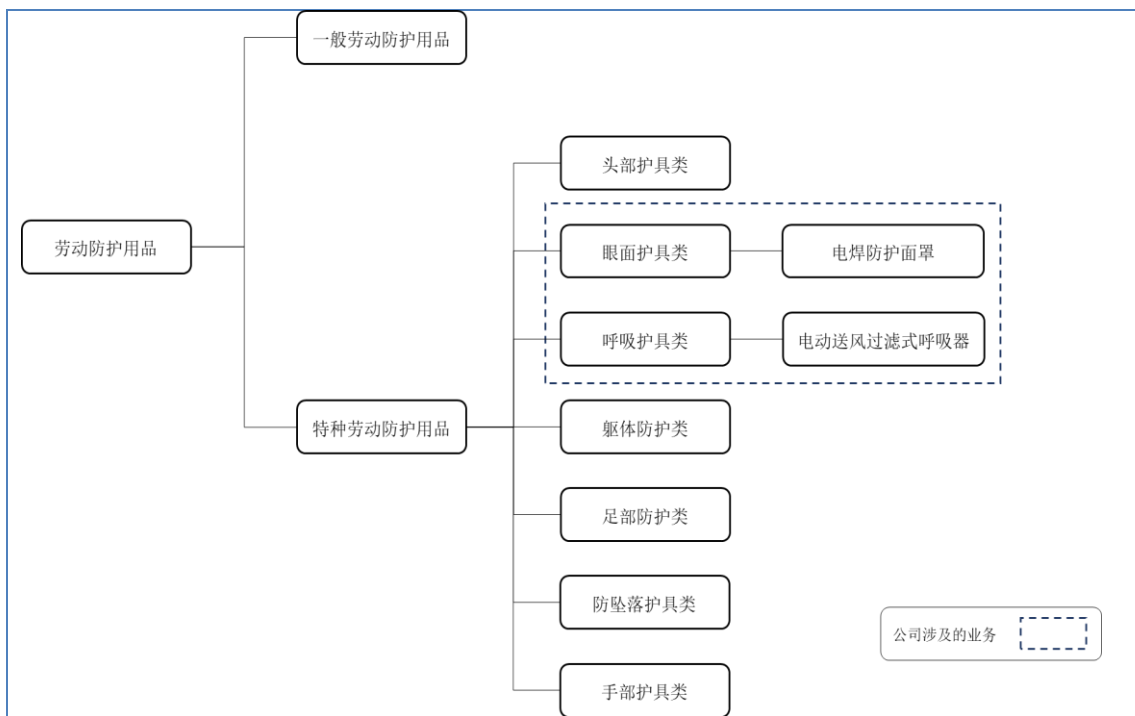 一般劳动防护用品
头部护具类
劳动防护用品
眼面护具类
电焊防护面罩
呼吸护具类
电动送风过滤式呼吸器
特种劳动防护用品
躯体防护类
足部防护类
防坠落护具类
公司涉及的业务
手部护具类